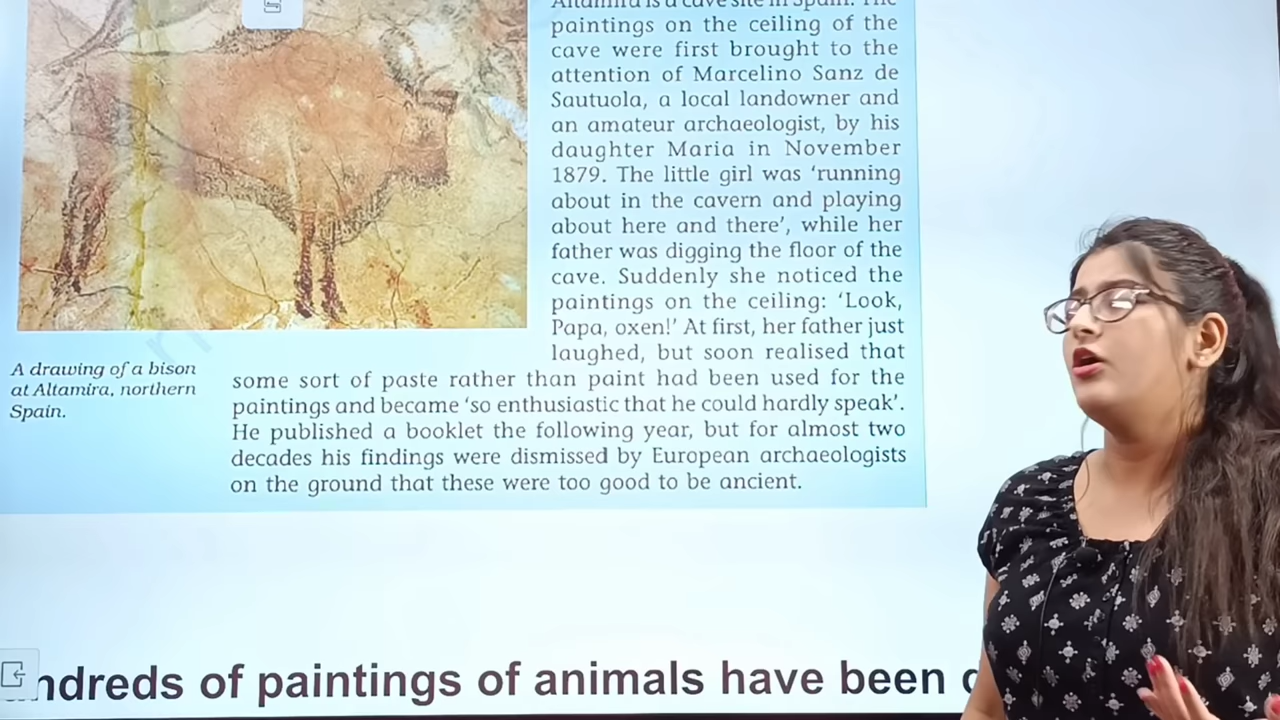 Altamira is a cave site in Spain. The
paintings on the ceiling of the
cave were first brought to the
attention of Marcelino Sanz de
Sautuola, a local landowner and
an amateur archaeologist, by his
daughter Maria in November
1879. The little girl was ‘running
about in the cavern and playing
about here and there’, while her
father was digging the floor of the
cave. Suddenly she noticed the
paintings on the ceiling: ‘Look,
Papa, oxen!’ At first, her father just
laughed, but soon realised that
some sort of paste rather than paint had been used for the
paintings and became ‘so enthusiastic that he could hardly speak’.
He published a booklet the following year, but for almost two
decades his findings were dismissed by European archaeologists
on the ground that these were too good to be ancient.
A drawing of a bison
at Altamira, northern
Spain.
ndreds of paintings of animals have been